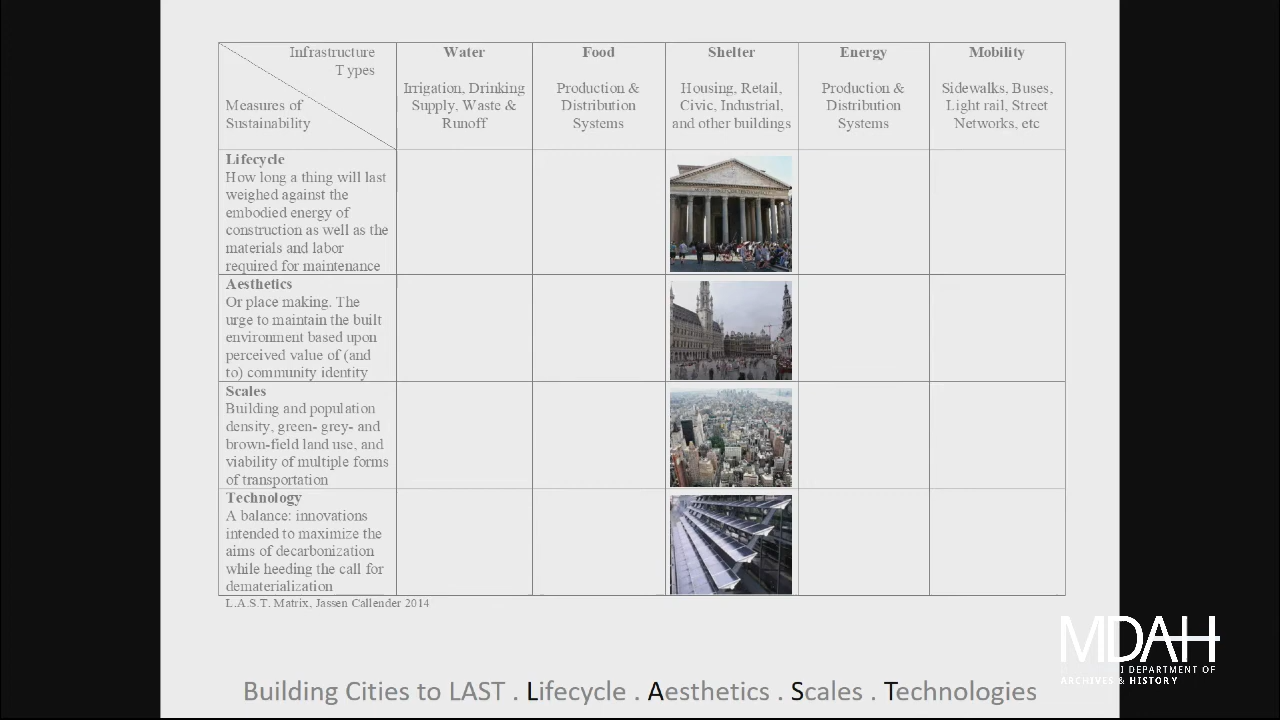 Infrastructure
Types
Measures of
Sustainability
Water
Irrigation, Drinking
Supply, Waste &
Runoff
Food
Production &
Distribution
Systems
Shelter
Housing, Retail,
Civic, Industrial,
and other buildings
Energy
Production &
Distribution
Systems
Mobility
Sidewalks, Buses,
Light rail, Street
Networks, etc
Lifecycle
How long a thing will last
weighed against the
embodied energy of
construction as well as the
materials and labor
required for maintenance
Aesthetics
Or place making. The
urge to maintain the built
environment based upon
perceived value of (and
to) community identity
Scales
Building and population
density, green- grey- and
brown-field land use, and
viability of multiple forms
of transportation
Technology
A balance: innovations
intended to maximize the
aims of decarbonization
while heeding the call for
dematerialization
L.A.S.T. Matrix, Jassen Callender 2014
MDAH
DEPARTMENT OF
ARCHIVES & HISTORY
Building Cities to LAST . Lifecycle . Aesthetics . Scales . Technologies